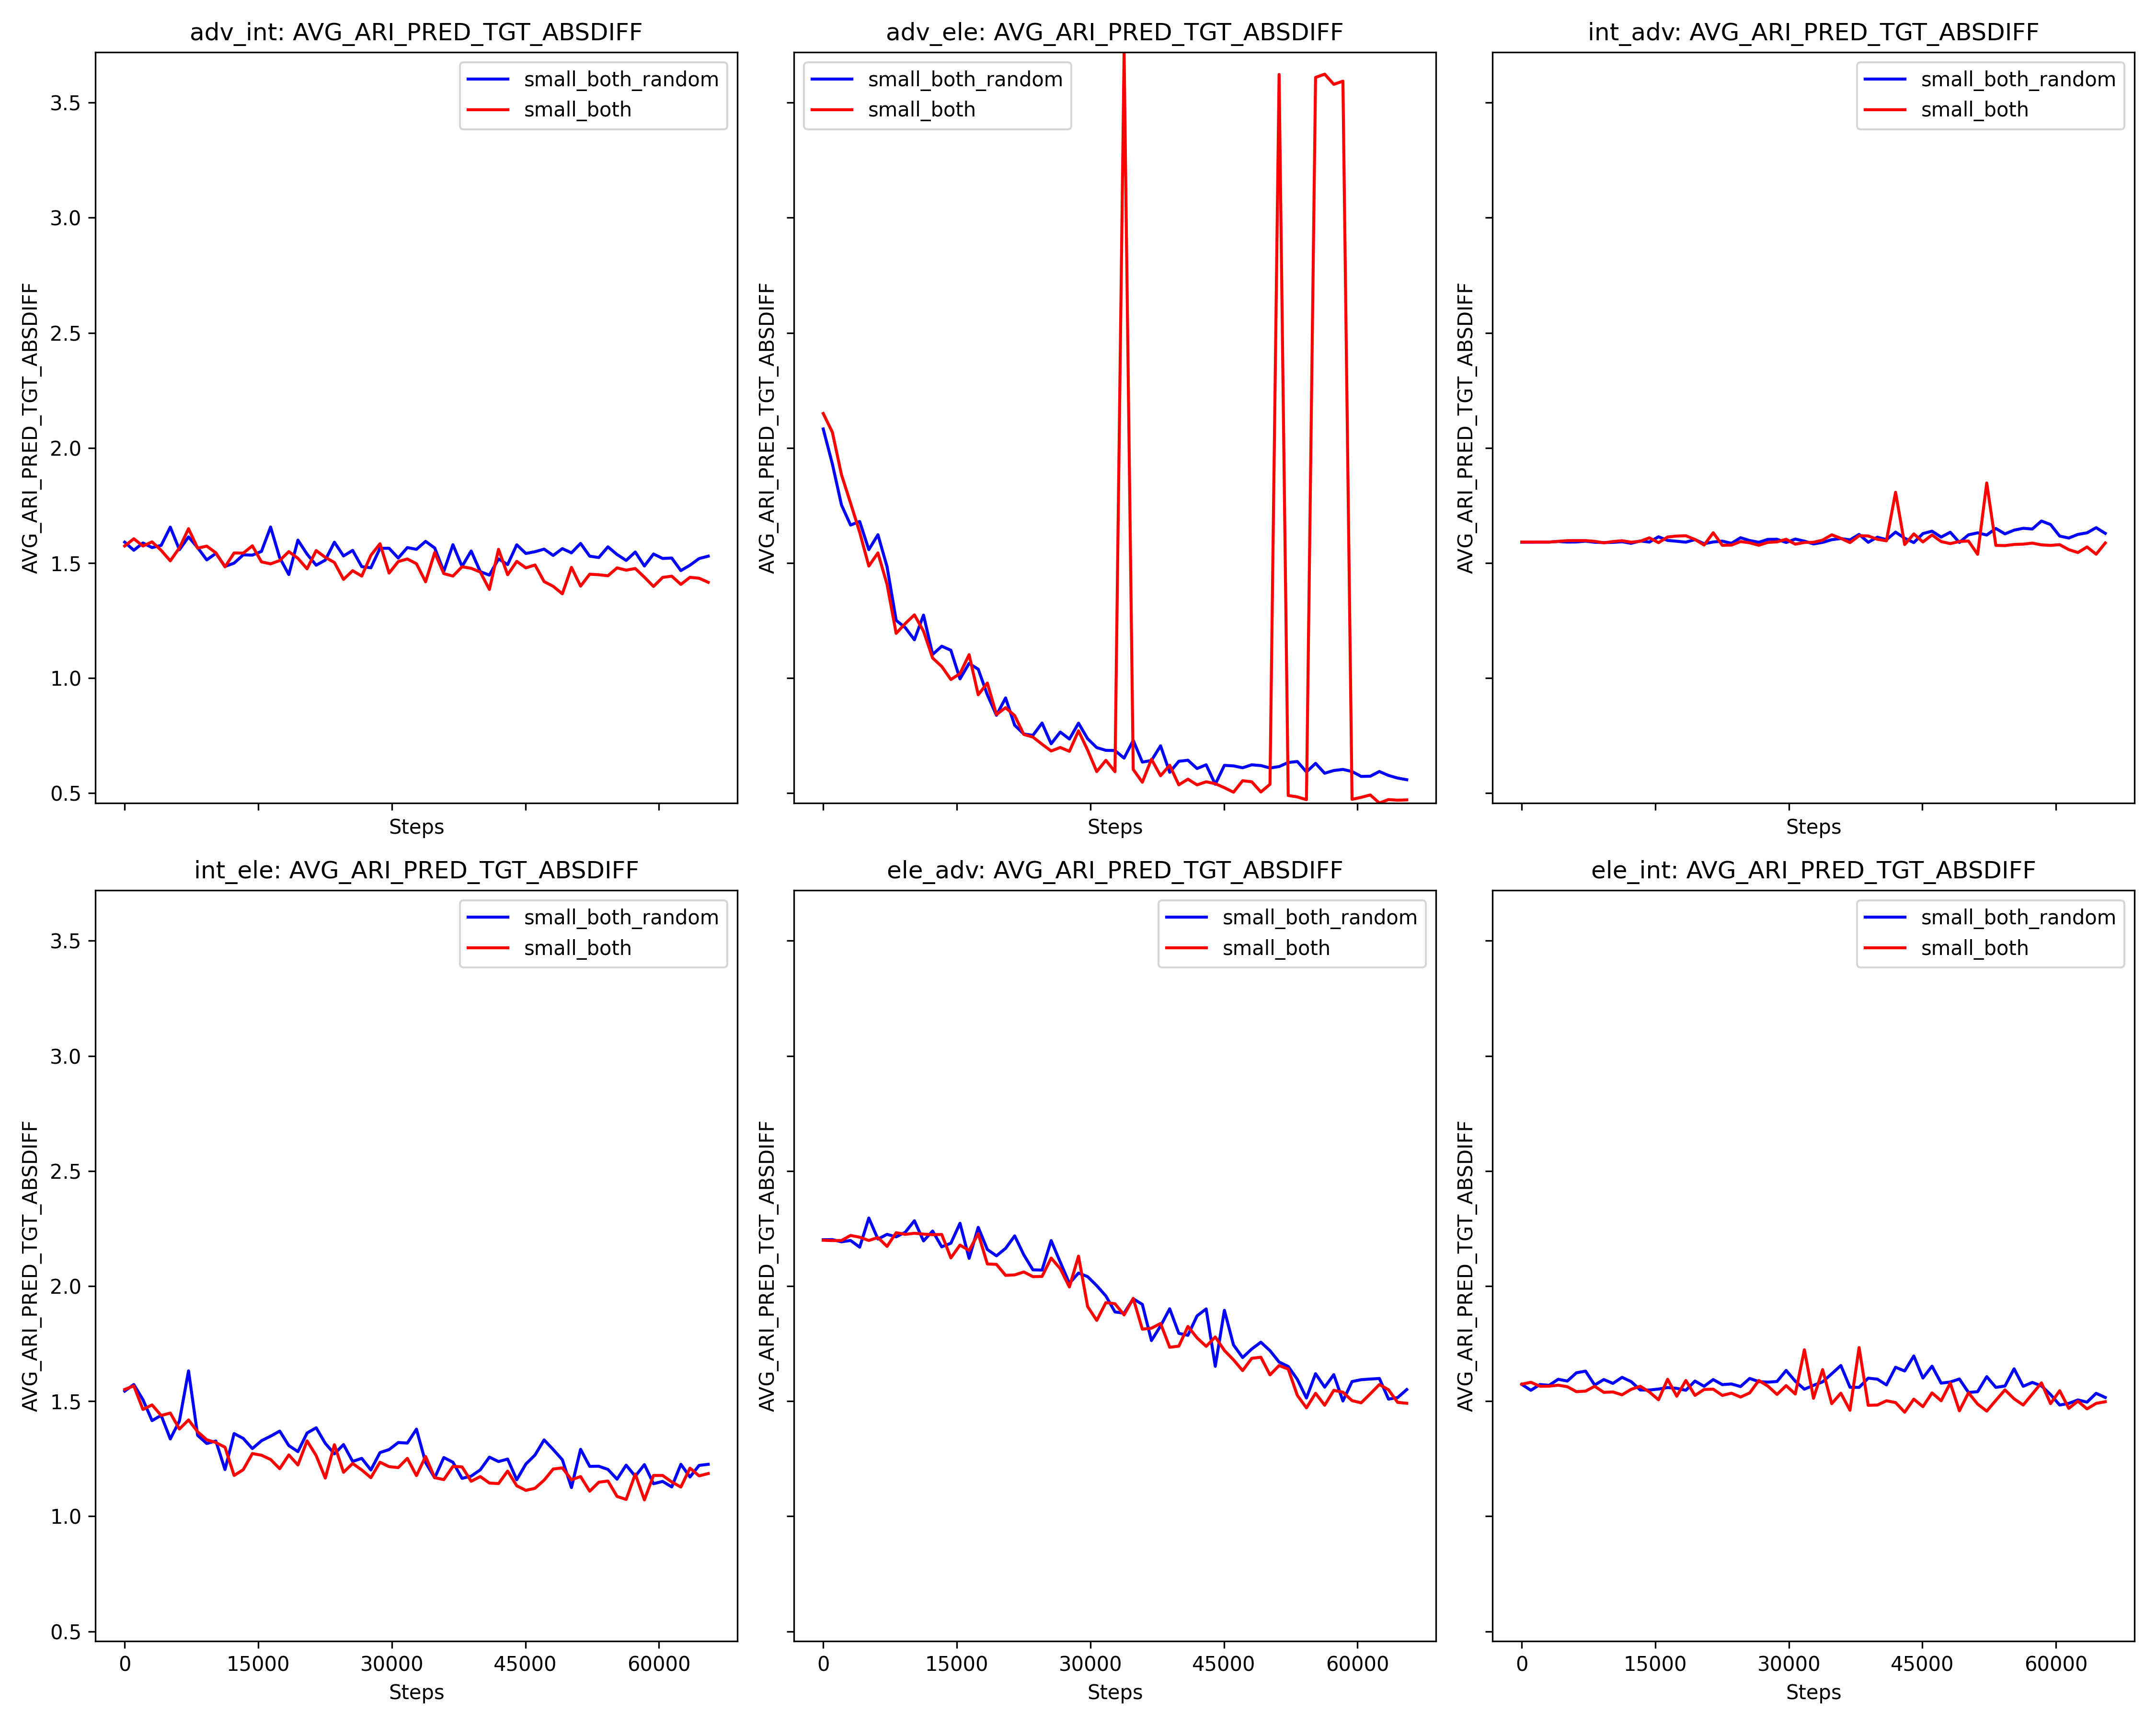 adv_int: AVG_ARI_PRED_TGT_ABSDIFF
AVG_ARI_PRED_TGT_ABSDIFF
3.5
3.0
2.5
2.0
1.5
1.0
0.5
small_both_random
small_both
Steps
adv_ele: AVG_ARI_PRED_TGT_ABSDIFF
AVG_ARI_PRED_TGT_ABSDIFF
small_both_random
small_both
Steps
int_adv: AVG_ARI_PRED_TGT_ABSDIFF
AVG_ARI_PRED_TGT_ABSDIFF
small_both_random
small_both
Steps
int_ele: AVG_ARI_PRED_TGT_ABSDIFF
AVG_ARI_PRED_TGT_ABSDIFF
3.5
3.0
2.5
2.0
1.5
1.0
0.5
small_both_random
small_both
0 15000 30000 45000 60000
Steps
ele_adv: AVG_ARI_PRED_TGT_ABSDIFF
AVG_ARI_PRED_TGT_ABSDIFF
small_both_random
small_both
0 15000 30000 45000 60000
Steps
ele_int: AVG_ARI_PRED_TGT_ABSDIFF
AVG_ARI_PRED_TGT_ABSDIFF
small_both_random
small_both
0 15000 30000 45000 60000
Steps